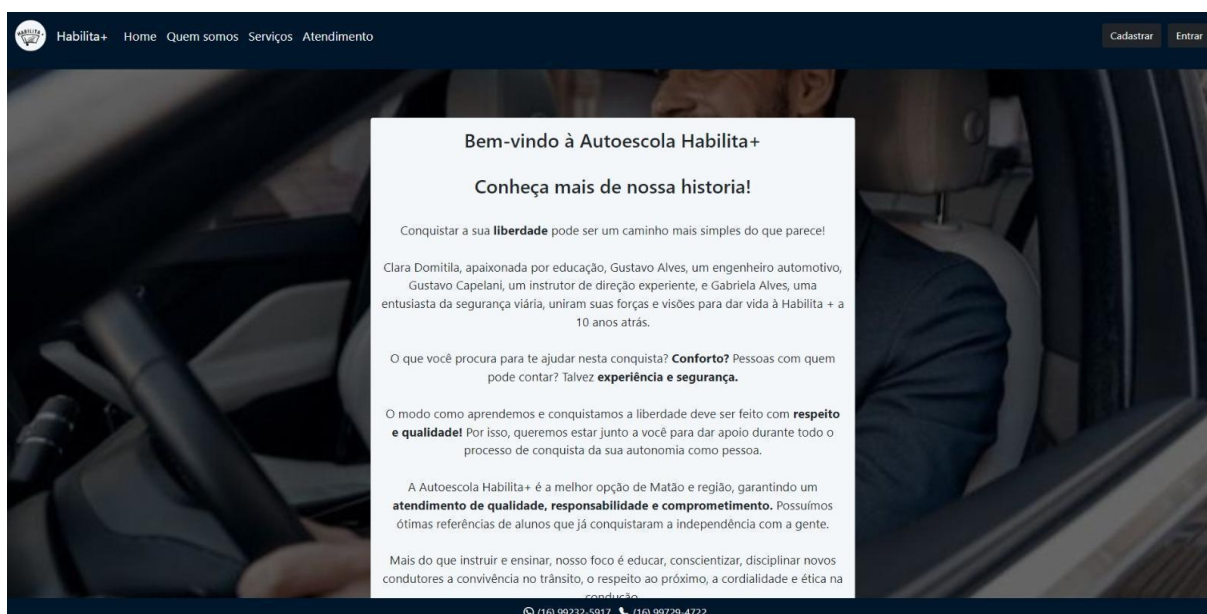 HABILITA+
Habilita+ Home Quem somos Serviços Atendimento Cadastrar Entrar
Bem-vindo à Autoescola Habilita+
Conheça mais de nossa historia!
Conquistar a sua liberdade pode ser um caminho mais simples do que parece!
Clara Domitila, apaixonada por educação, Gustavo Alves, um engenheiro automotivo,
Gustavo Capelani, um instrutor de direção experiente, e Gabriela Alves, uma
entusiasta da segurança viária, uniram suas forças e visões para dar vida à Habilita + a
10 anos atrás.
O que você procura para te ajudar nesta conquista? Conforto? Pessoas com quem
pode contar? Talvez experiência e segurança.
O modo como aprendemos e conquistamos a liberdade deve ser feito com respeito
e qualidade! Por isso, queremos estar junto a você para dar apoio durante todo o
processo de conquista da sua autonomia como pessoa.
A Autoescola Habilita+ é a melhor opção de Matão e região, garantindo um
atendimento de qualidade, responsabilidade e comprometimento. Possuímos
ótimas referências de alunos que já conquistaram a independência com a gente.
Mais do que instruir e ensinar, nosso foco é educar, conscientizar, disciplinar novos
condutores a convivência no trânsito, o respeito ao próximo, a cordialidade e ética na
condução
(16) 99232-5917 (16) 99729-4722